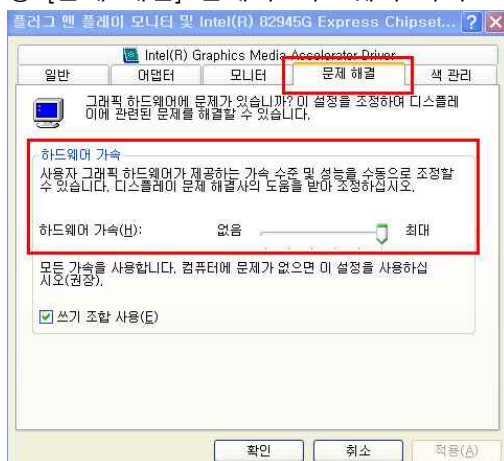 플러그 앤 플레이 모니터 및 Intel(R) 82945G Express Chipset...
Intel(R) Graphics Media Accelerator Driver
일반 어댑터 모니터 문제 해결 색 관리
그래픽 하드웨어에 문제가 있습니까? 이 설정을 조정하여 디스플레
이에 관련된 문제를 해결할 수 있습니다.
하드웨어 가속
사용자 그래픽 하드웨어가 제공하는 가속 수준 및 성능을 수동으로 조정할
수 있습니다. 디스플레이 문제 해결사의 도움을 받아 조정하십시오.
하드웨어 가속(H): 없음 최대
모든 가속을 사용합니다. 컴퓨터에 문제가 없으면 이 설정을 사용하십
시오(권장).
쓰기 조합 사용(E)
확인 취소 적용(A)